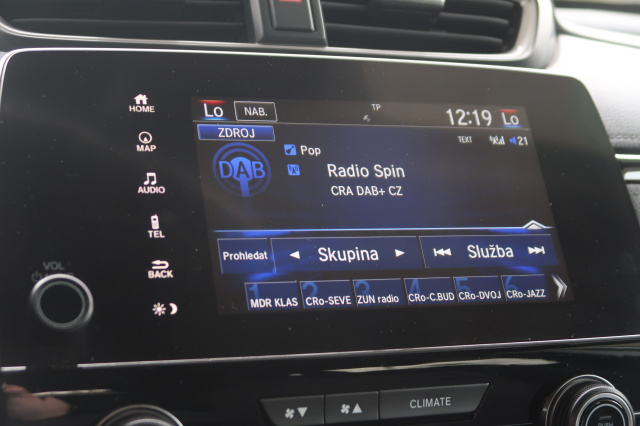 HOME
MAP
AUDIO
TEL
BACK
VOL
Lo NAB. TP 12:19 Lo
ZDROJ TEXT 21
DAB
Pop
Radio Spin
CRA DAB+ CZ
Prohledat Skupina Služba
1 2 3 4 5 6
MDR KLAS CRo-SEVE ZUN radio CRo-C.BUD CRo-DVOJ CRo-JAZZ
CLIMATE
PUSH